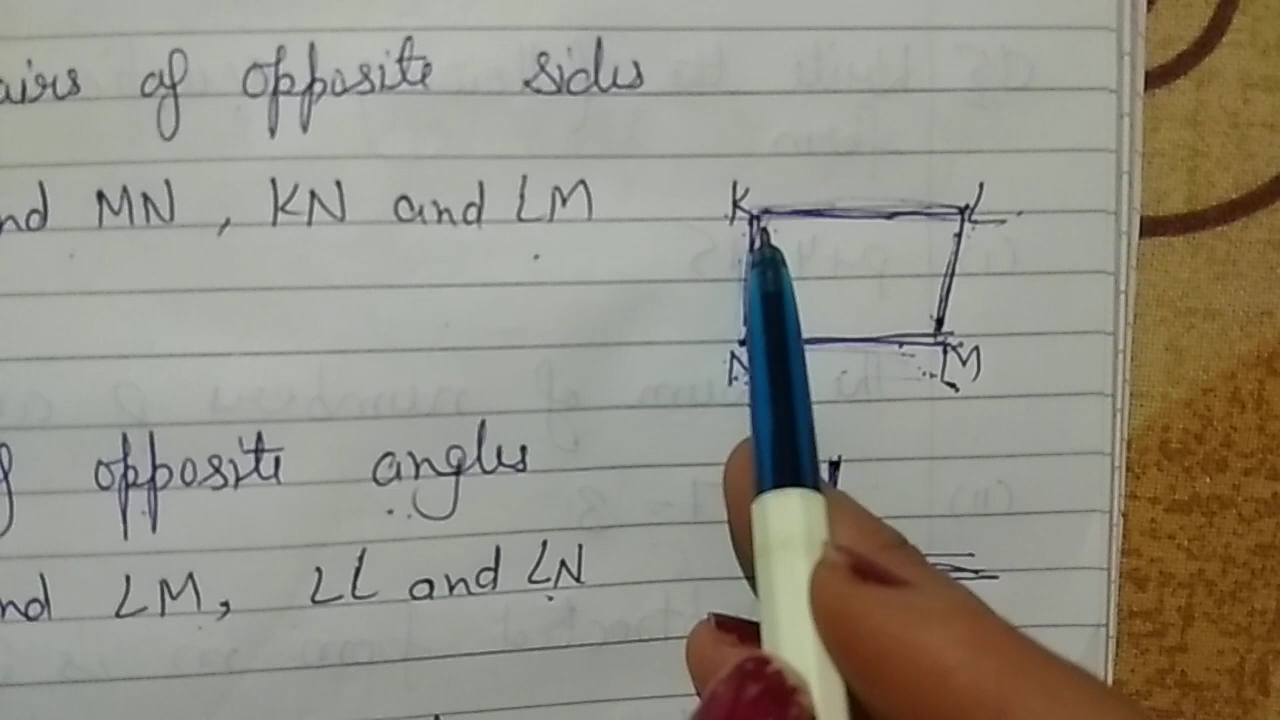 airs of opposite sides
nd MN, KN and LM
K L
N M
f opposite angles
nd ∠M, ∠L and ∠N